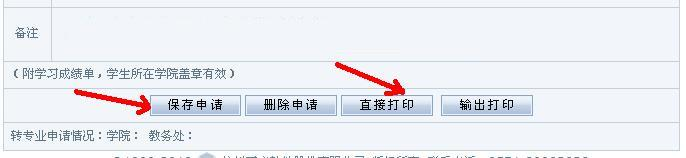 备注
（附学习成绩单，学生所在学院盖章有效）
保存申请 删除申请 直接打印 输出打印
转专业申请情况：学院： 教务处：